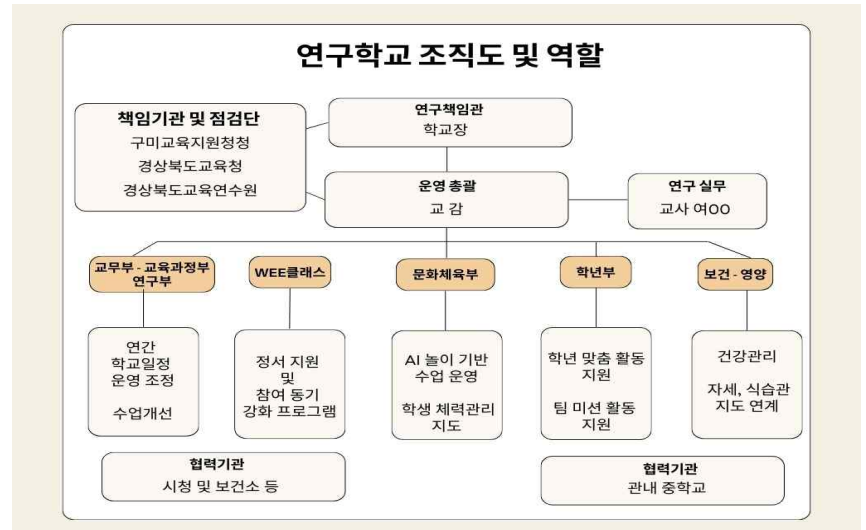 연구학교 조직도 및 역할
책임기관 및 점검단
구미교육지원청청
경상북도교육청
경상북도교육연수원
연구책임관
학교장
운영 총괄
교 감
연구 실무
교사 여OO
교무부 - 교육과정부
연구부
WEE클래스
문화체육부
학년부
보건 - 영양
연간
학교일정
운영 조정
수업개선
정서 지원
및
참여 동기
강화 프로그램
AI 놀이 기반
수업 운영
학생 체력관리
지도
학년 맞춤 활동
지원
팀 미션 활동
지원
건강관리
자세, 식습관
지도 연계
협력기관
시청 및 보건소 등
협력기관
관내 중학교